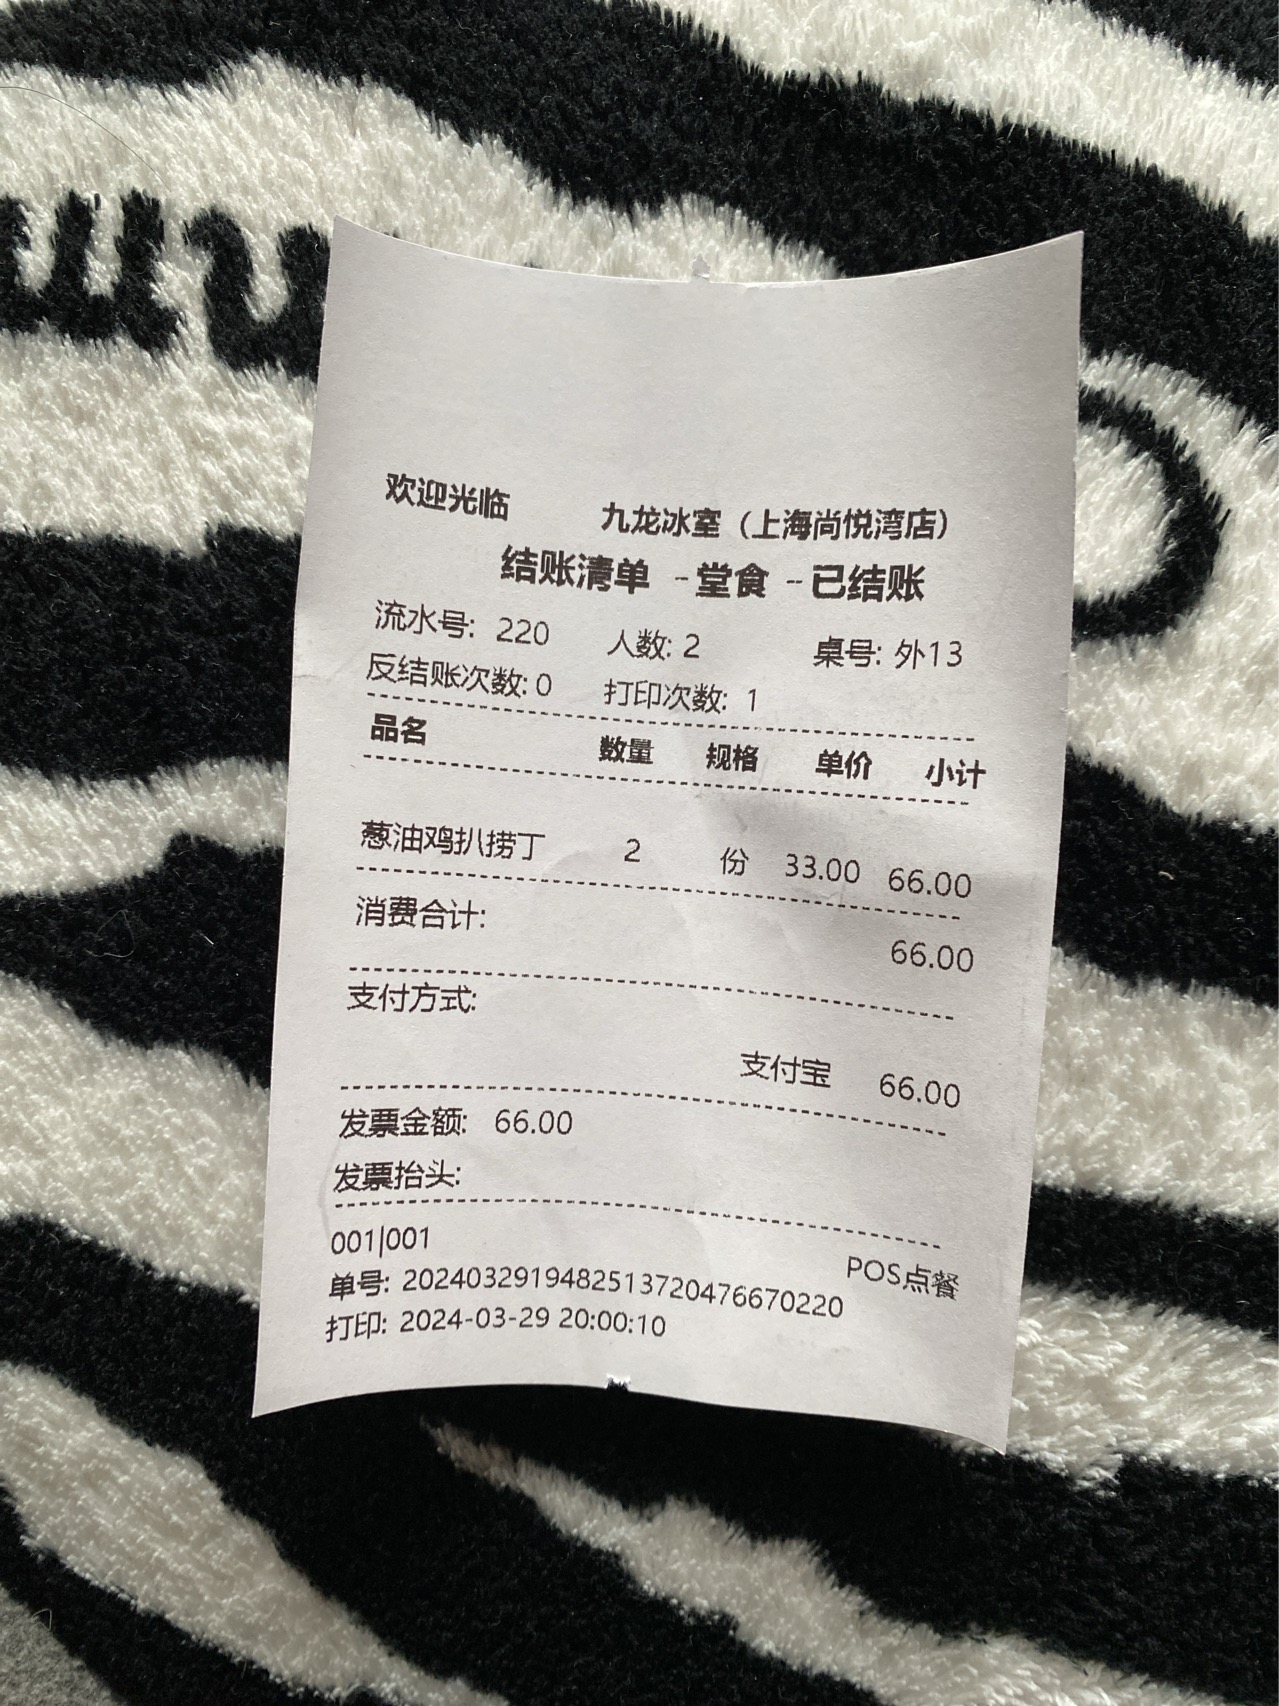 欢迎光临 九龙冰室（上海尚悦湾店）
结账清单 -堂食 -已结账
流水号: 220 人数: 2 桌号: 外13
反结账次数: 0 打印次数: 1
品名 数量 规格 单价 小计
葱油鸡扒捞丁 2 份 33.00 66.00
消费合计: 66.00
支付方式:
支付宝 66.00
发票金额: 66.00
发票抬头:
001|001 POS点餐
单号: 2024032919482513720476670220
打印: 2024-03-29 20:00:10